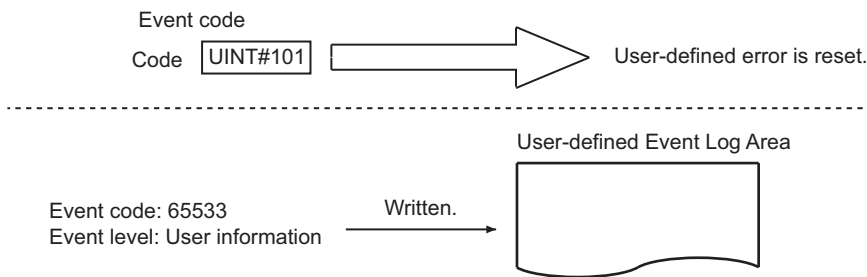 Event code
Code UINT#101
User-defined error is reset.
User-defined Event Log Area
Event code: 65533
Event level: User information
Written.